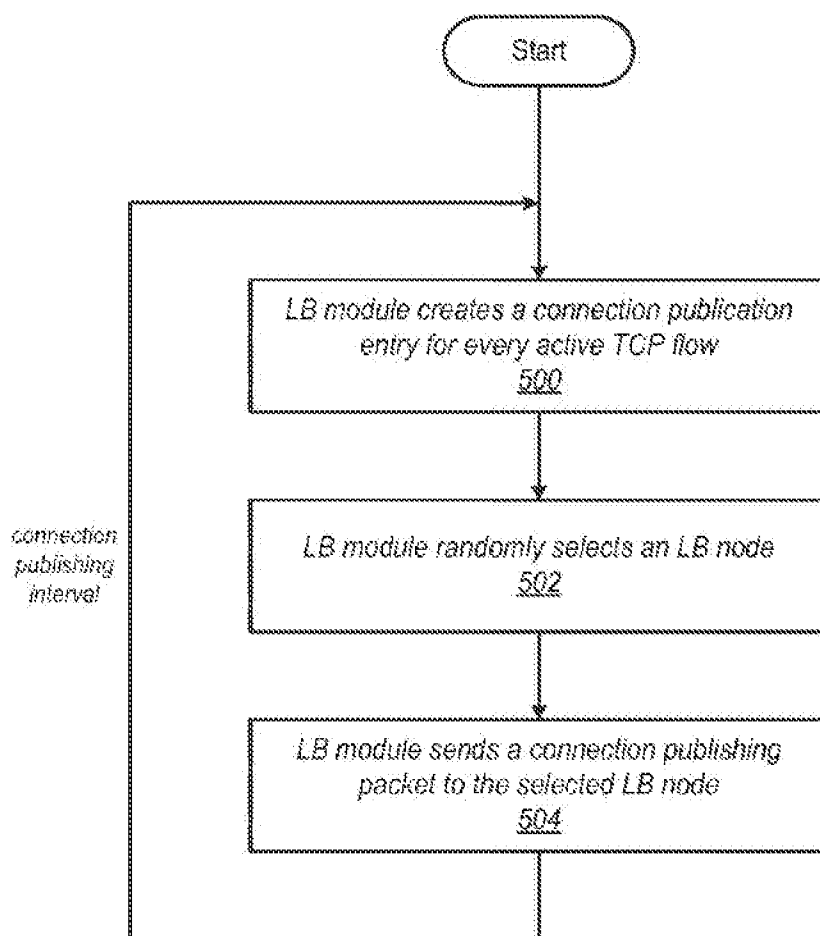 Start
LB module creates a connection publication
entry for every active TCP flow
500
connection
publishing
interval
LB module randomly selects an LB node
502
LB module sends a connection publishing
packet to the selected LB node
504